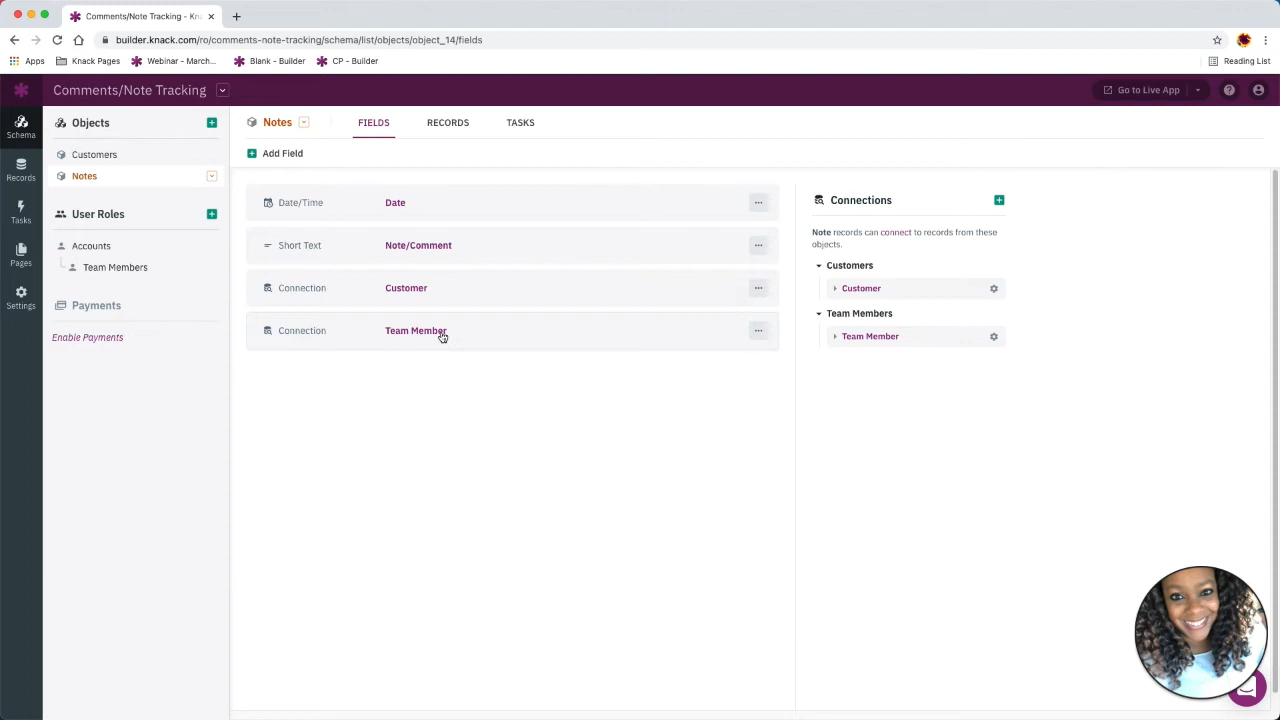 Comments/Note Tracking - Kna
builder.knack.com/ro/comments-note-tracking/schema/list/objects/object_14/fields
Apps Knack Pages Webinar - March... Blank - Builder CP - Builder Reading List
Comments/Note Tracking Go to Live App
Schema
Records
Tasks
Pages
Settings
Objects
Customers
Notes
User Roles
Accounts
Team Members
Payments
Enable Payments
Notes FIELDS RECORDS TASKS
Add Field
Date/Time Date
Short Text Note/Comment
Connection Customer
Connection Team Member
Connections
Note records can connect to records from these
objects.
Customers
Customer
Team Members
Team Member